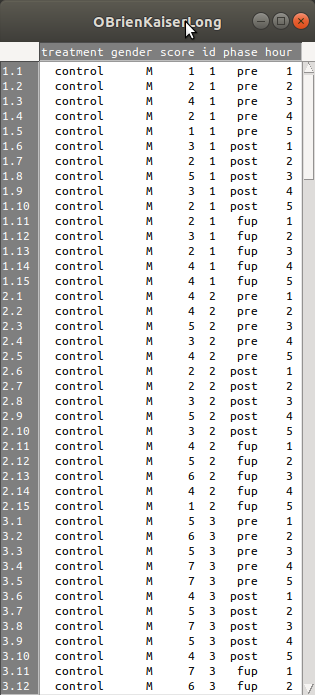 OBrienKaiserLong
treatment gender score id phase hour
1.1 control M 1 1 pre 1
1.2 control M 2 1 pre 2
1.3 control M 4 1 pre 3
1.4 control M 2 1 pre 4
1.5 control M 1 1 pre 5
1.6 control M 3 1 post 1
1.7 control M 2 1 post 2
1.8 control M 5 1 post 3
1.9 control M 3 1 post 4
1.10 control M 2 1 post 5
1.11 control M 2 1 fup 1
1.12 control M 3 1 fup 2
1.13 control M 2 1 fup 3
1.14 control M 4 1 fup 4
1.15 control M 4 1 fup 5
2.1 control M 4 2 pre 1
2.2 control M 4 2 pre 2
2.3 control M 5 2 pre 3
2.4 control M 3 2 pre 4
2.5 control M 4 2 pre 5
2.6 control M 2 2 post 1
2.7 control M 2 2 post 2
2.8 control M 3 2 post 3
2.9 control M 5 2 post 4
2.10 control M 3 2 post 5
2.11 control M 4 2 fup 1
2.12 control M 5 2 fup 2
2.13 control M 6 2 fup 3
2.14 control M 4 2 fup 4
2.15 control M 1 2 fup 5
3.1 control M 5 3 pre 1
3.2 control M 6 3 pre 2
3.3 control M 5 3 pre 3
3.4 control M 7 3 pre 4
3.5 control M 7 3 pre 5
3.6 control M 4 3 post 1
3.7 control M 5 3 post 2
3.8 control M 7 3 post 3
3.9 control M 5 3 post 4
3.10 control M 4 3 post 5
3.11 control M 7 3 fup 1
3.12 control M 6 3 fup 2